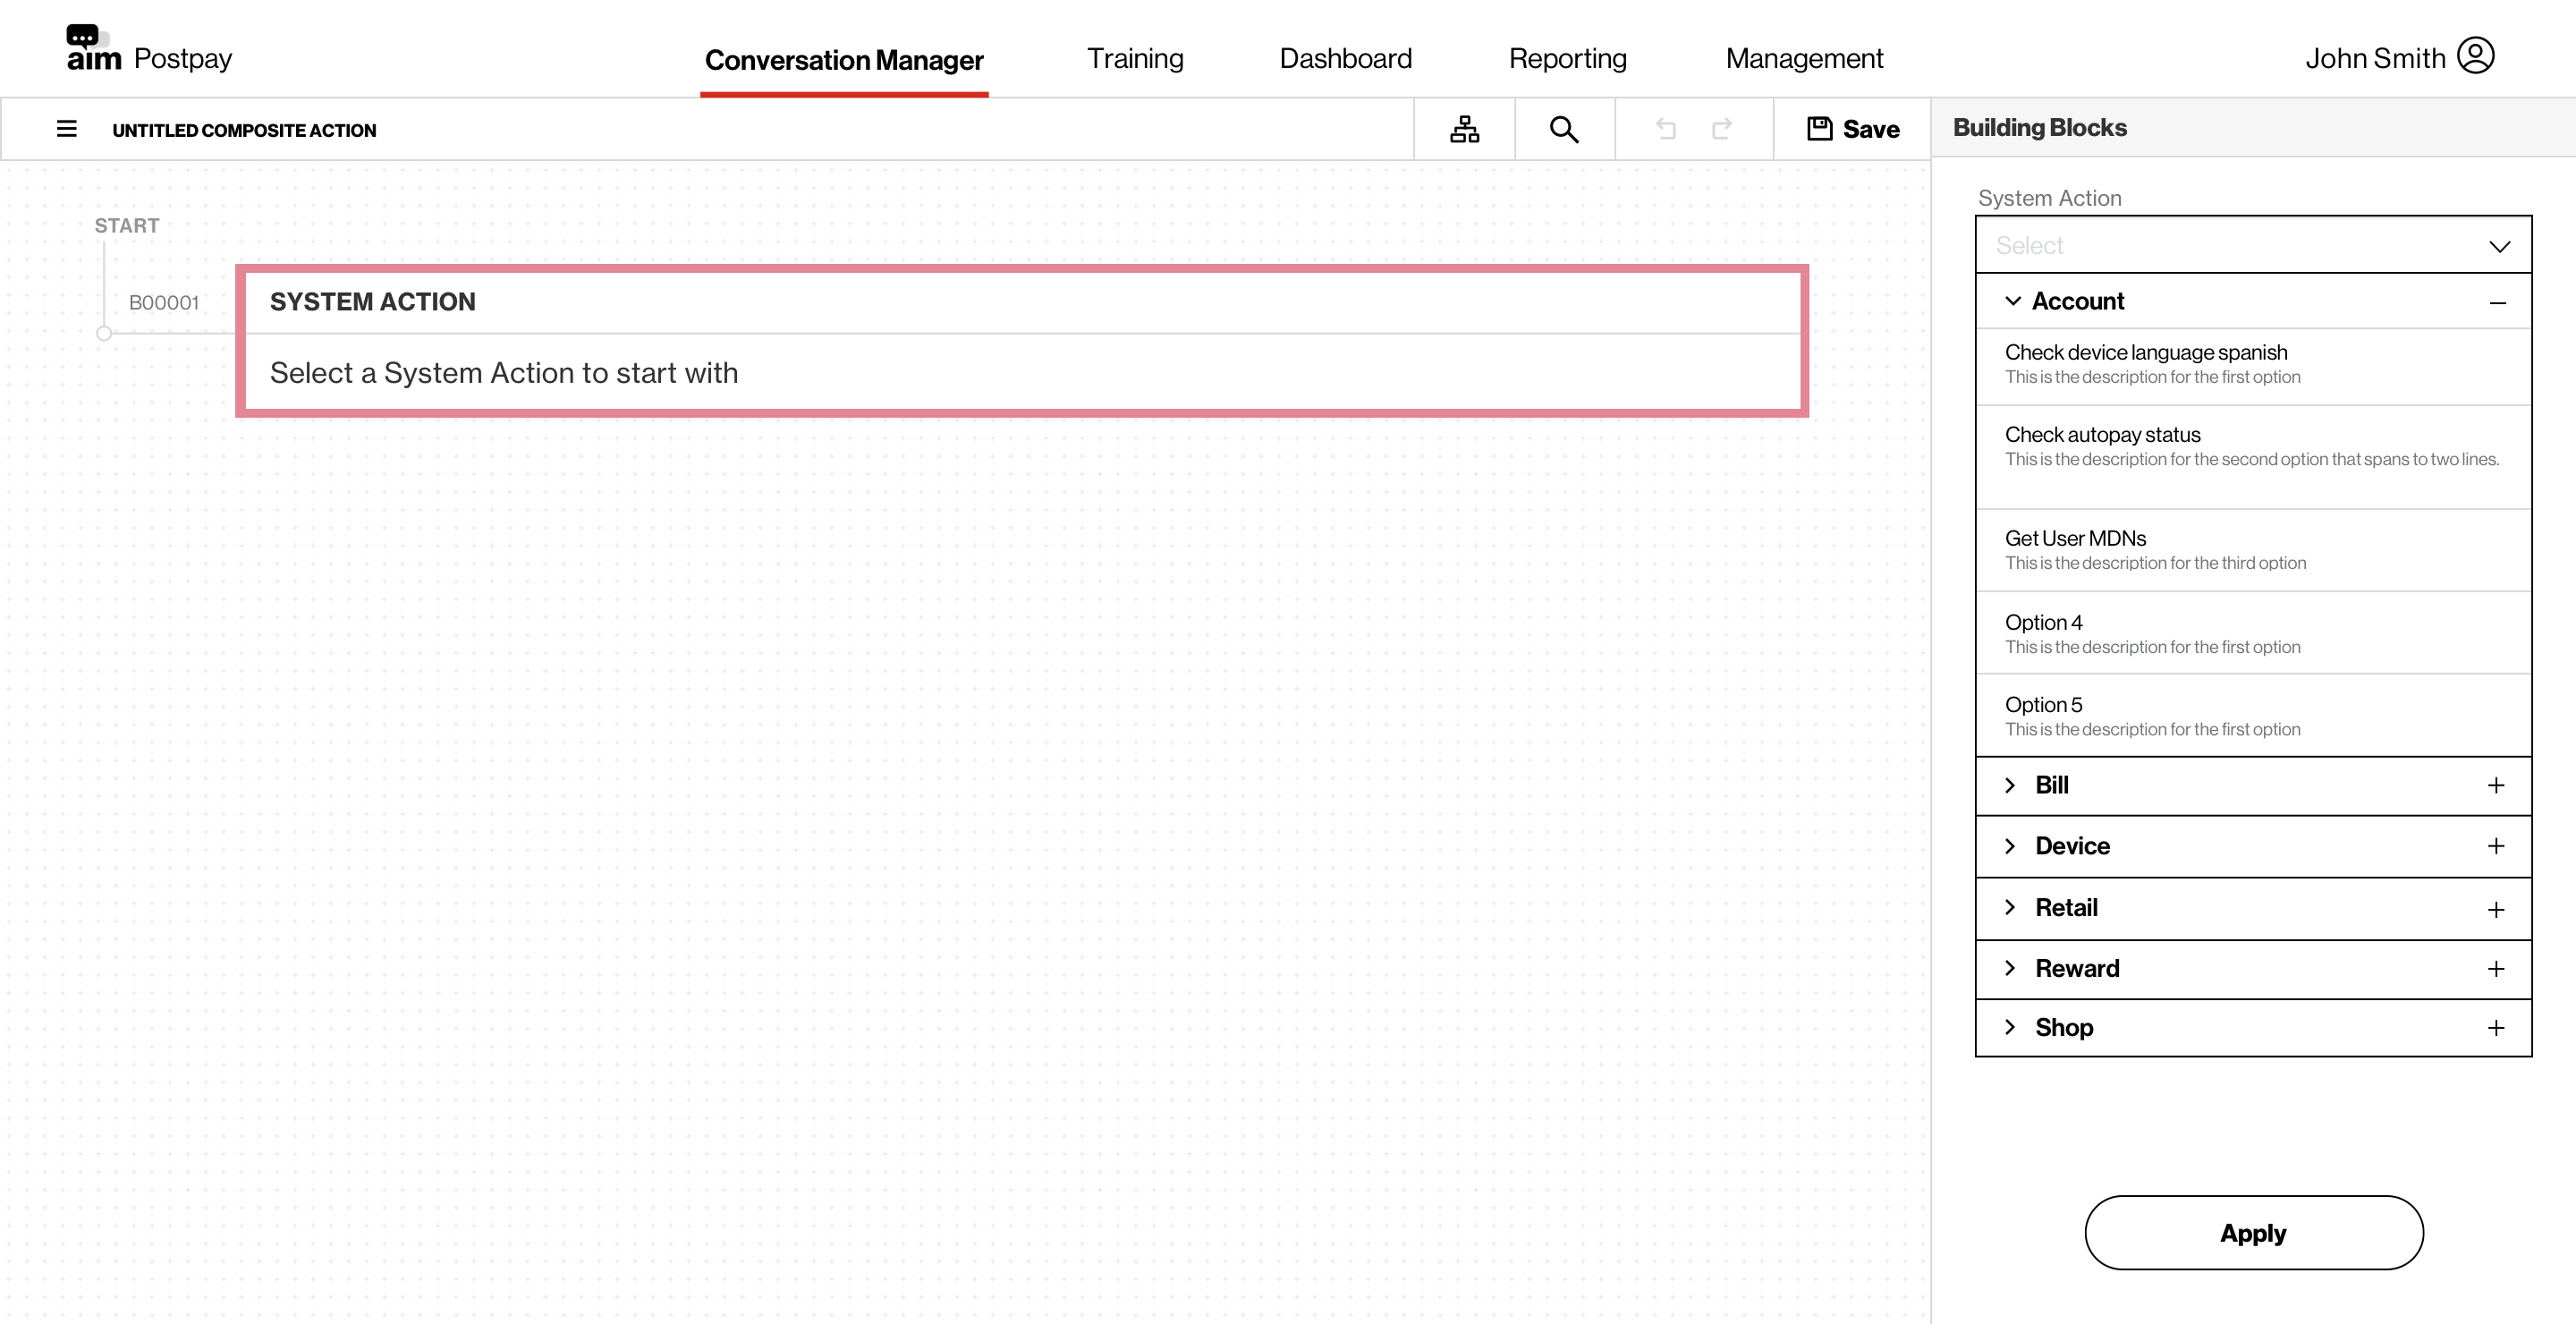 aim Postpay
Conversation Manager
Training
Dashboard
Reporting
Management
John Smith
UNTITLED COMPOSITE ACTION
Save
Building Blocks
START
B00001
SYSTEM ACTION
Select a System Action to start with
System Action
Select
Account
Check device language spanish
This is the description for the first option
Check autopay status
This is the description for the second option that spans to two lines.
Get User MDNs
This is the description for the third option
Option 4
This is the description for the first option
Option 5
This is the description for the first option
Bill
Device
Retail
Reward
Shop
Apply